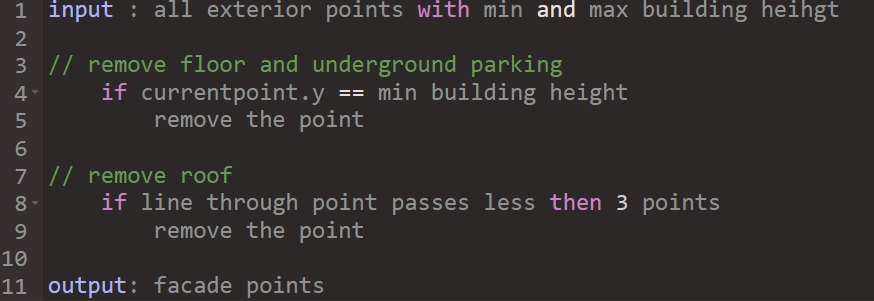 1 input : all exterior points with min and max building heihgt
2
3 // remove floor and underground parking
4 if currentpoint.y == min building height
5 remove the point
6
7 // remove roof
8 if line through point passes less then 3 points
9 remove the point
10
11 output: facade points